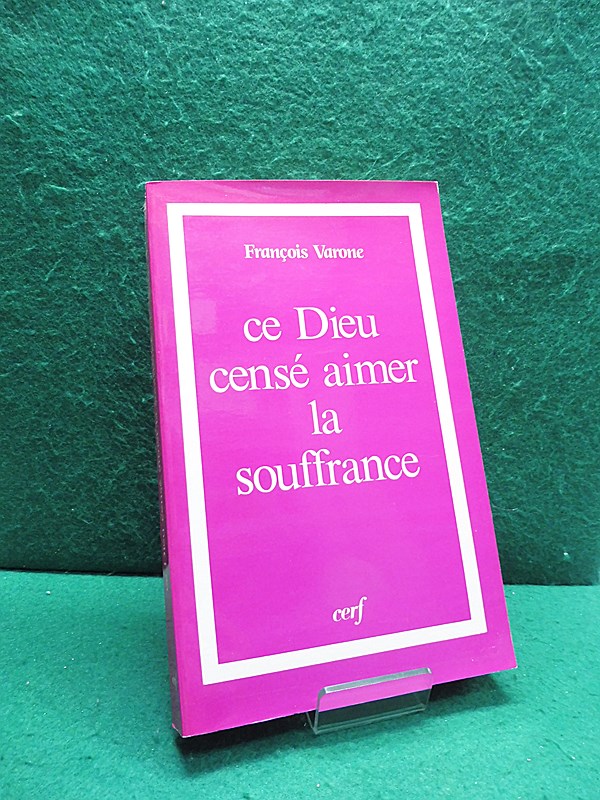 François Varone
ce Dieu
censé aimer
la
souffrance
cerf